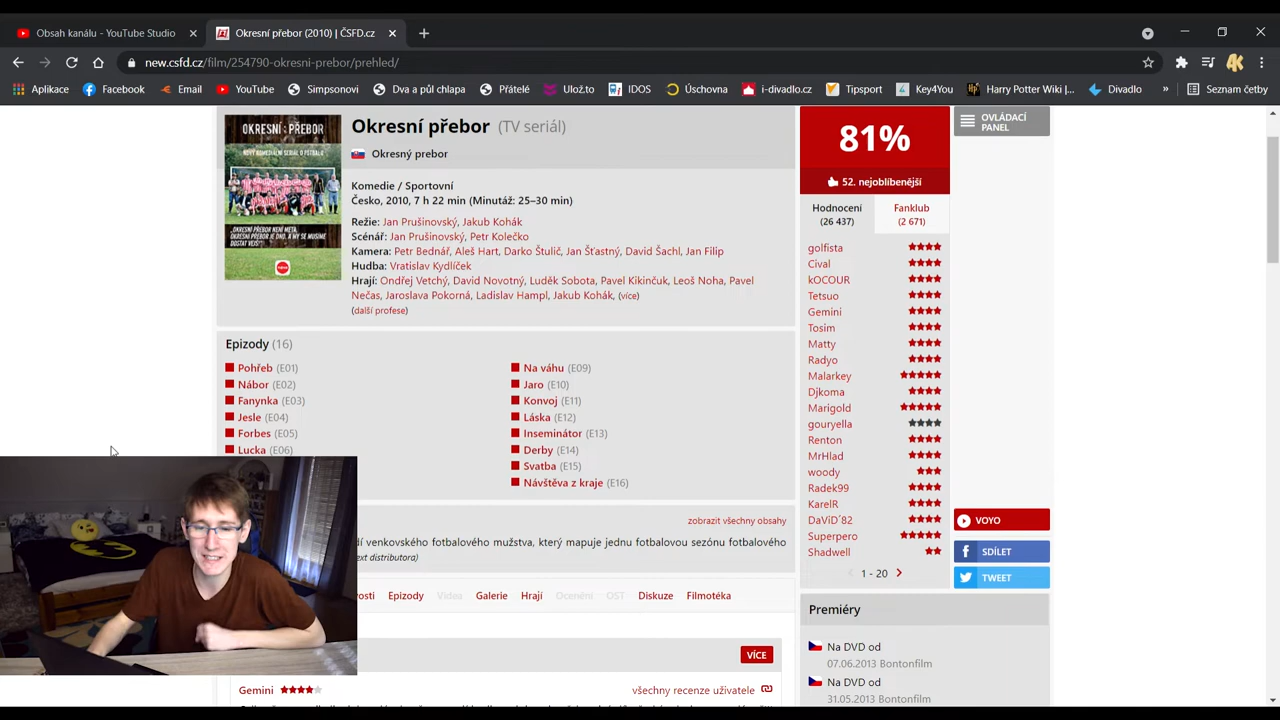 Obsah kanálu - YouTube Studio
Okresní přebor (2010) | ČSFD.cz
new.csfd.cz/film/254790-okresni-prebor/prehled/
Aplikace Facebook Email YouTube Simpsonovi Dva a půl chlapa Přátelé Ulož.to IDOS Úschovna i-divadlo.cz Tipsport Key4You Harry Potter Wiki ... Divadlo » Seznam četby
OKRESNÍ PŘEBOR
NOVÝ KOMEDIÁLNÍ SERIÁL O FOTBALE
Okresní přebor (TV seriál)
Okresný prebor
Komedie / Sportovní
Česko, 2010, 7 h 22 min (Minutáž: 25–30 min)
Režie: Jan Prušinovský, Jakub Kohák
Scénář: Jan Prušinovský, Petr Kolečko
Kamera: Petr Bednář, Aleš Hart, Darko Štulič, Jan Šťastný, David Šachl, Jan Filip
Hudba: Vratislav Kydlíček
Hrají: Ondřej Vetchý, David Novotný, Luděk Sobota, Pavel Kikinčuk, Leoš Noha, Pavel
Nečas, Jaroslava Pokorná, Ladislav Hampl, Jakub Kohák, (více)
(další profese)
Epizody (16)
Pohřeb (E01)
Nábor (E02)
Fanynka (E03)
Jesle (E04)
Forbes (E05)
Lucka (E06)
Na váhu (E09)
Jaro (E10)
Konvoj (E11)
Láska (E12)
Inseminátor (E13)
Derby (E14)
Svatba (E15)
Návštěva z kraje (E16)
zobrazit všechny obsahy
dí venkovského fotbalového mužstva, který mapuje jednu fotbalovou sezónu fotbalového
ext distributora)
vosti Epizody Videa Galerie Hrají Ocenění OST Diskuze Filmotéka
VÍCE
Gemini
všechny recenze uživatele
81%
52. nejoblíbenější
Hodnocení
(26 437)
Fanklub
(2 671)
golfista
Cival
kOCOUR
Tetsuo
Gemini
Tosim
Matty
Radyo
Malarkey
Djkoma
Marigold
gouryella
Renton
MrHlad
woody
Radek99
KarelR
DaViD´82
Superpero
Shadwell
1 - 20
Premiéry
Na DVD od
07.06.2013 Bontonfilm
Na DVD od
31.05.2013 Bontonfilm
OVLÁDACÍ
PANEL
VOYO
SDÍLET
TWEET